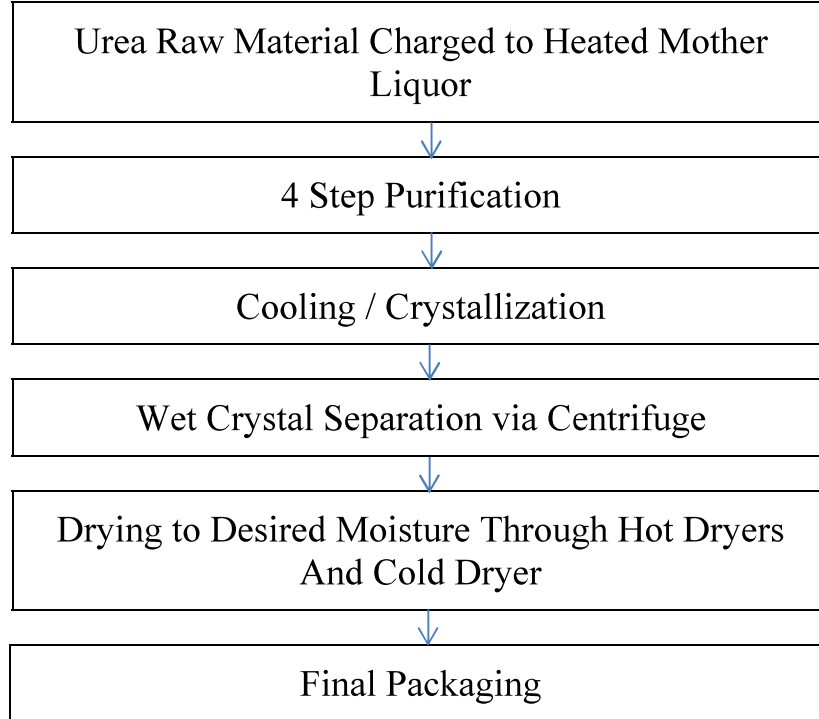 Urea Raw Material Charged to Heated Mother
Liquor
4 Step Purification
Cooling / Crystallization
Wet Crystal Separation via Centrifuge
Drying to Desired Moisture Through Hot Dryers
And Cold Dryer
Final Packaging